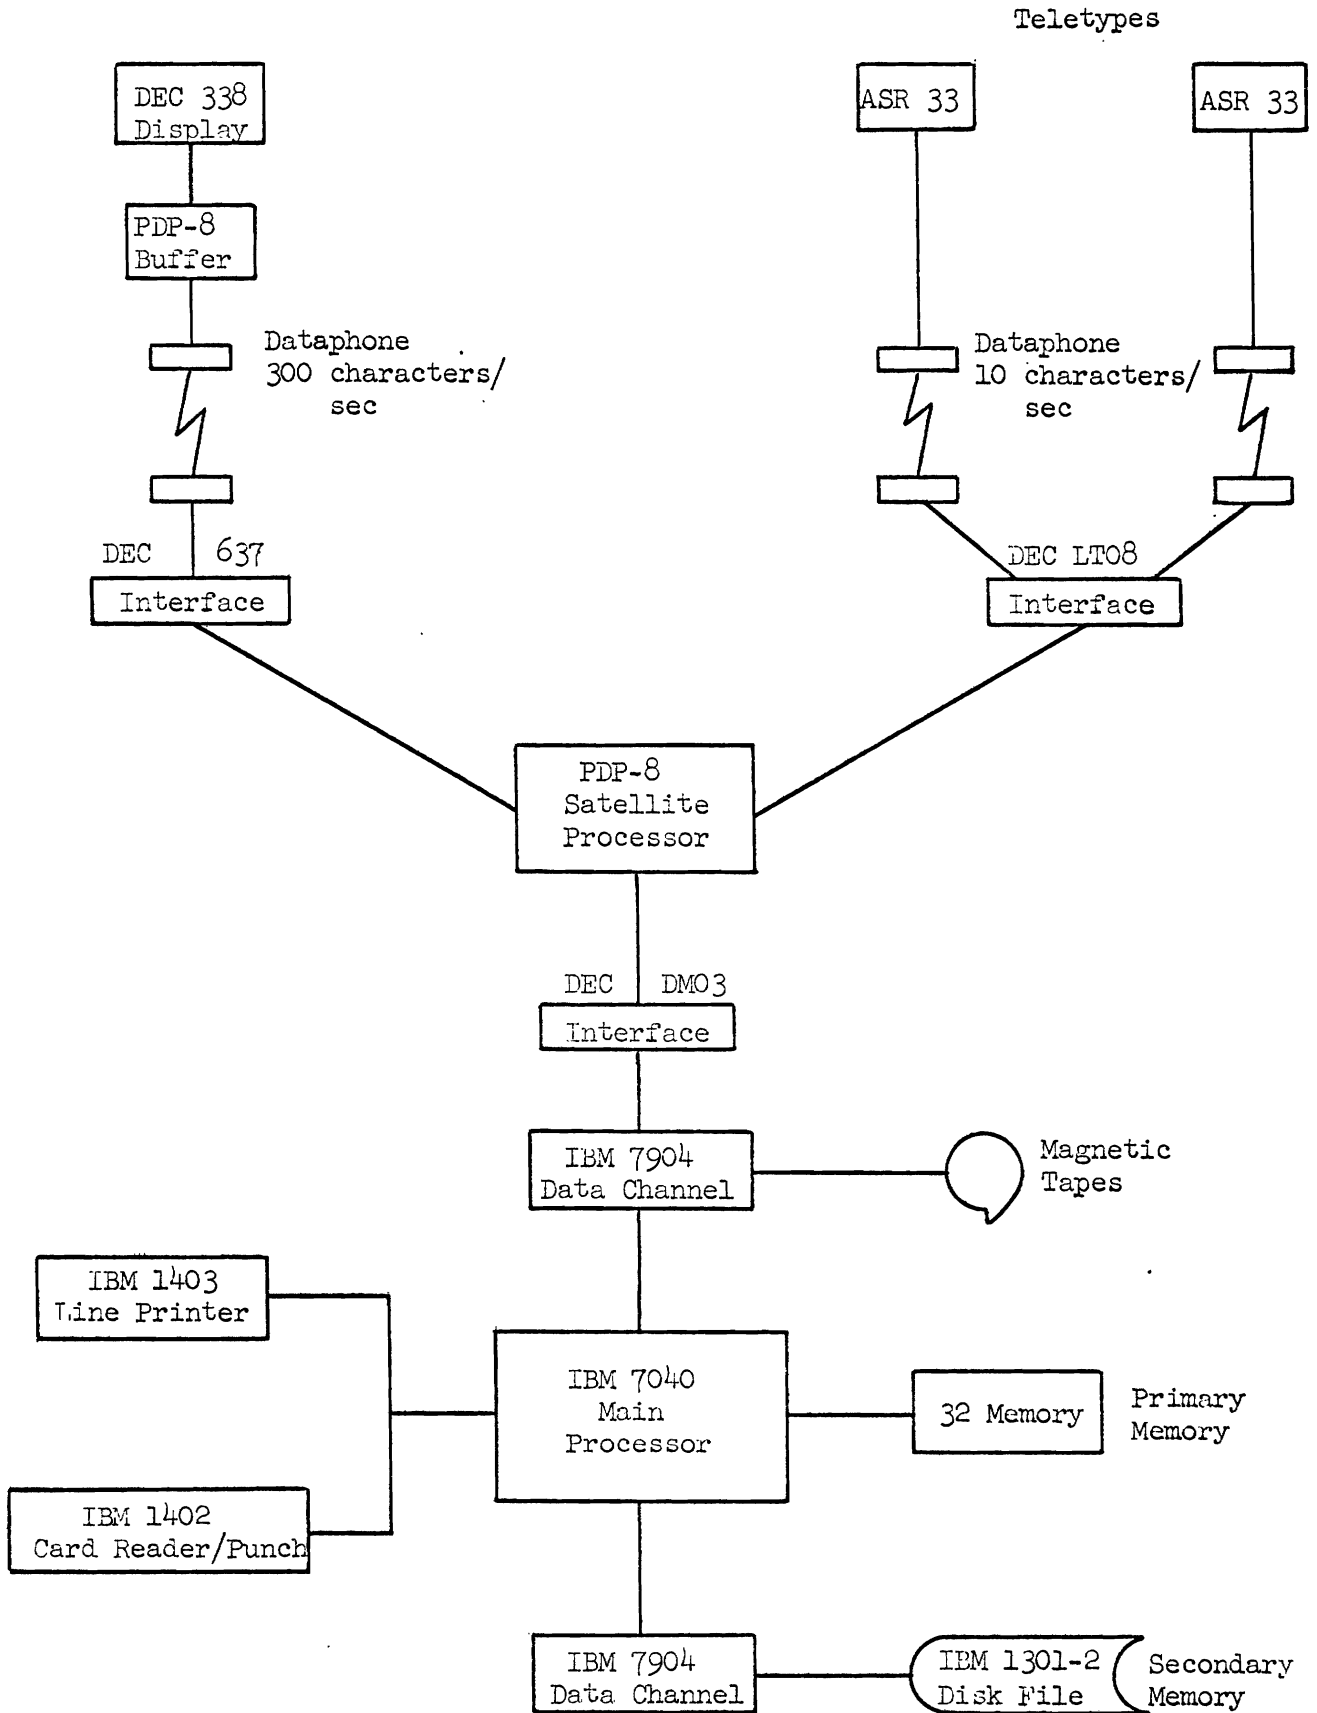 Teletypes
DEC 338
Display
ASR 33
ASR 33
PDP-8
Buffer
Dataphone
300 characters/
sec
Dataphone
10 characters/
sec
DEC 637
Interface
DEC LT08
Interface
PDP-8
Satellite
Processor
DEC DM03
Interface
IBM 7904
Data Channel
Magnetic
Tapes
IBM 1403
Line Printer
IBM 7040
Main
Processor
32 Memory
Primary
Memory
IBM 1402
Card Reader/Punch
IBM 7904
Data Channel
IBM 1301-2
Disk File
Secondary
Memory